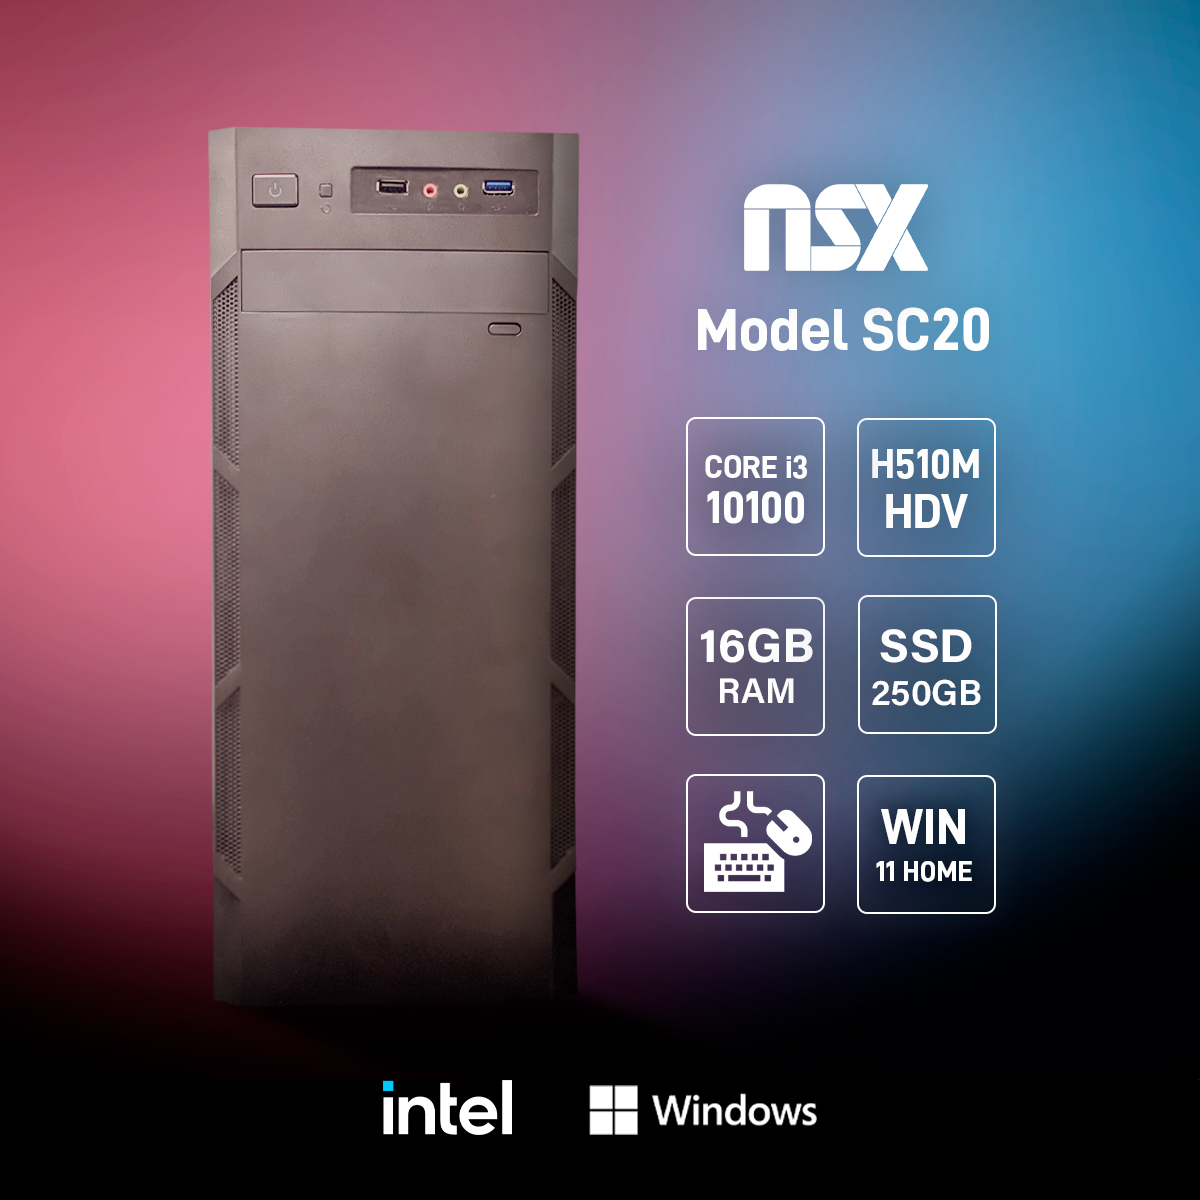 nsx
Model SC20
CORE i3
10100
H510M
HDV
16GB
RAM
SSD
250GB
WIN
11 HOME
intel
Windows